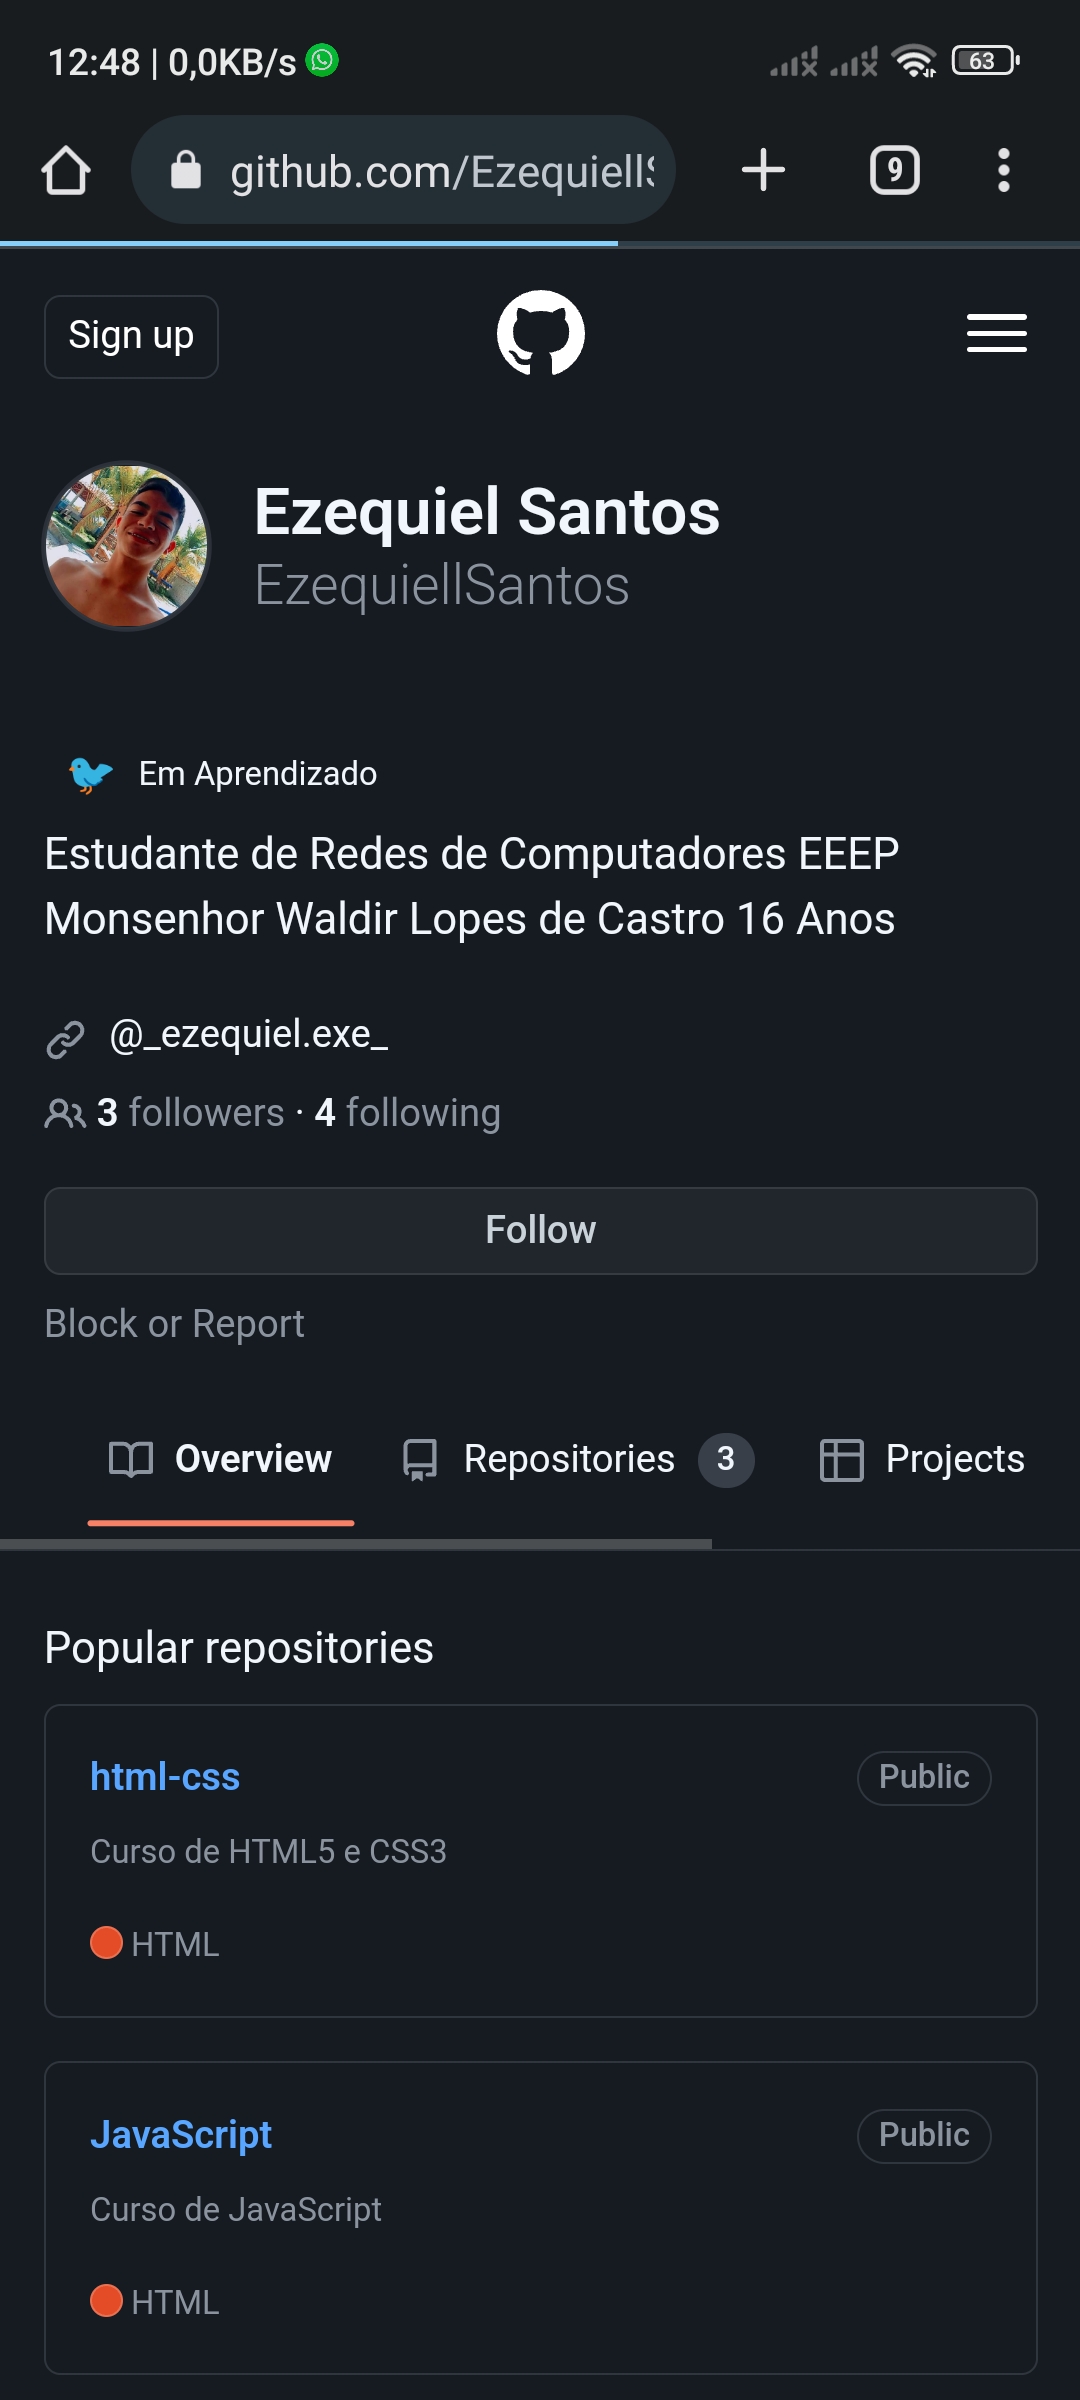 12:48 | 0,0KB/s
63
github.com/Ezequiell
9
Sign up
Ezequiel Santos
EzequiellSantos
Em Aprendizado
Estudante de Redes de Computadores EEEP
Monsenhor Waldir Lopes de Castro 16 Anos
@_ezequiel.exe_
3 followers · 4 following
Follow
Block or Report
Overview Repositories 3 Projects
Popular repositories
html-css Public
Curso de HTML5 e CSS3
HTML
JavaScript Public
Curso de JavaScript
HTML